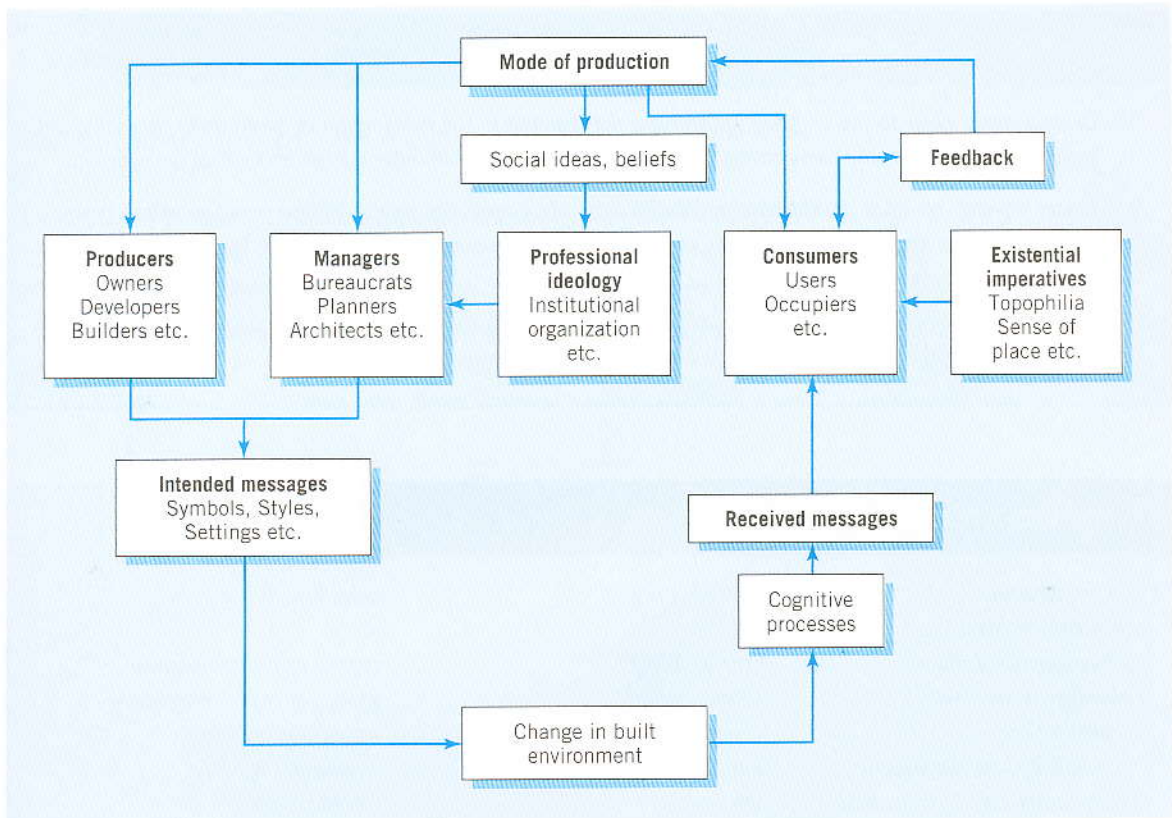 Mode of production
Social ideas, beliefs
Feedback
Producers
Owners
Developers
Builders etc.
Managers
Bureaucrats
Planners
Architects etc.
Professional
ideology
Institutional
organization
etc.
Consumers
Users
Occupiers
etc.
Existential
imperatives
Topophilia
Sense of
place etc.
Intended messages
Symbols, Styles,
Settings etc.
Received messages
Cognitive
processes
Change in built
environment